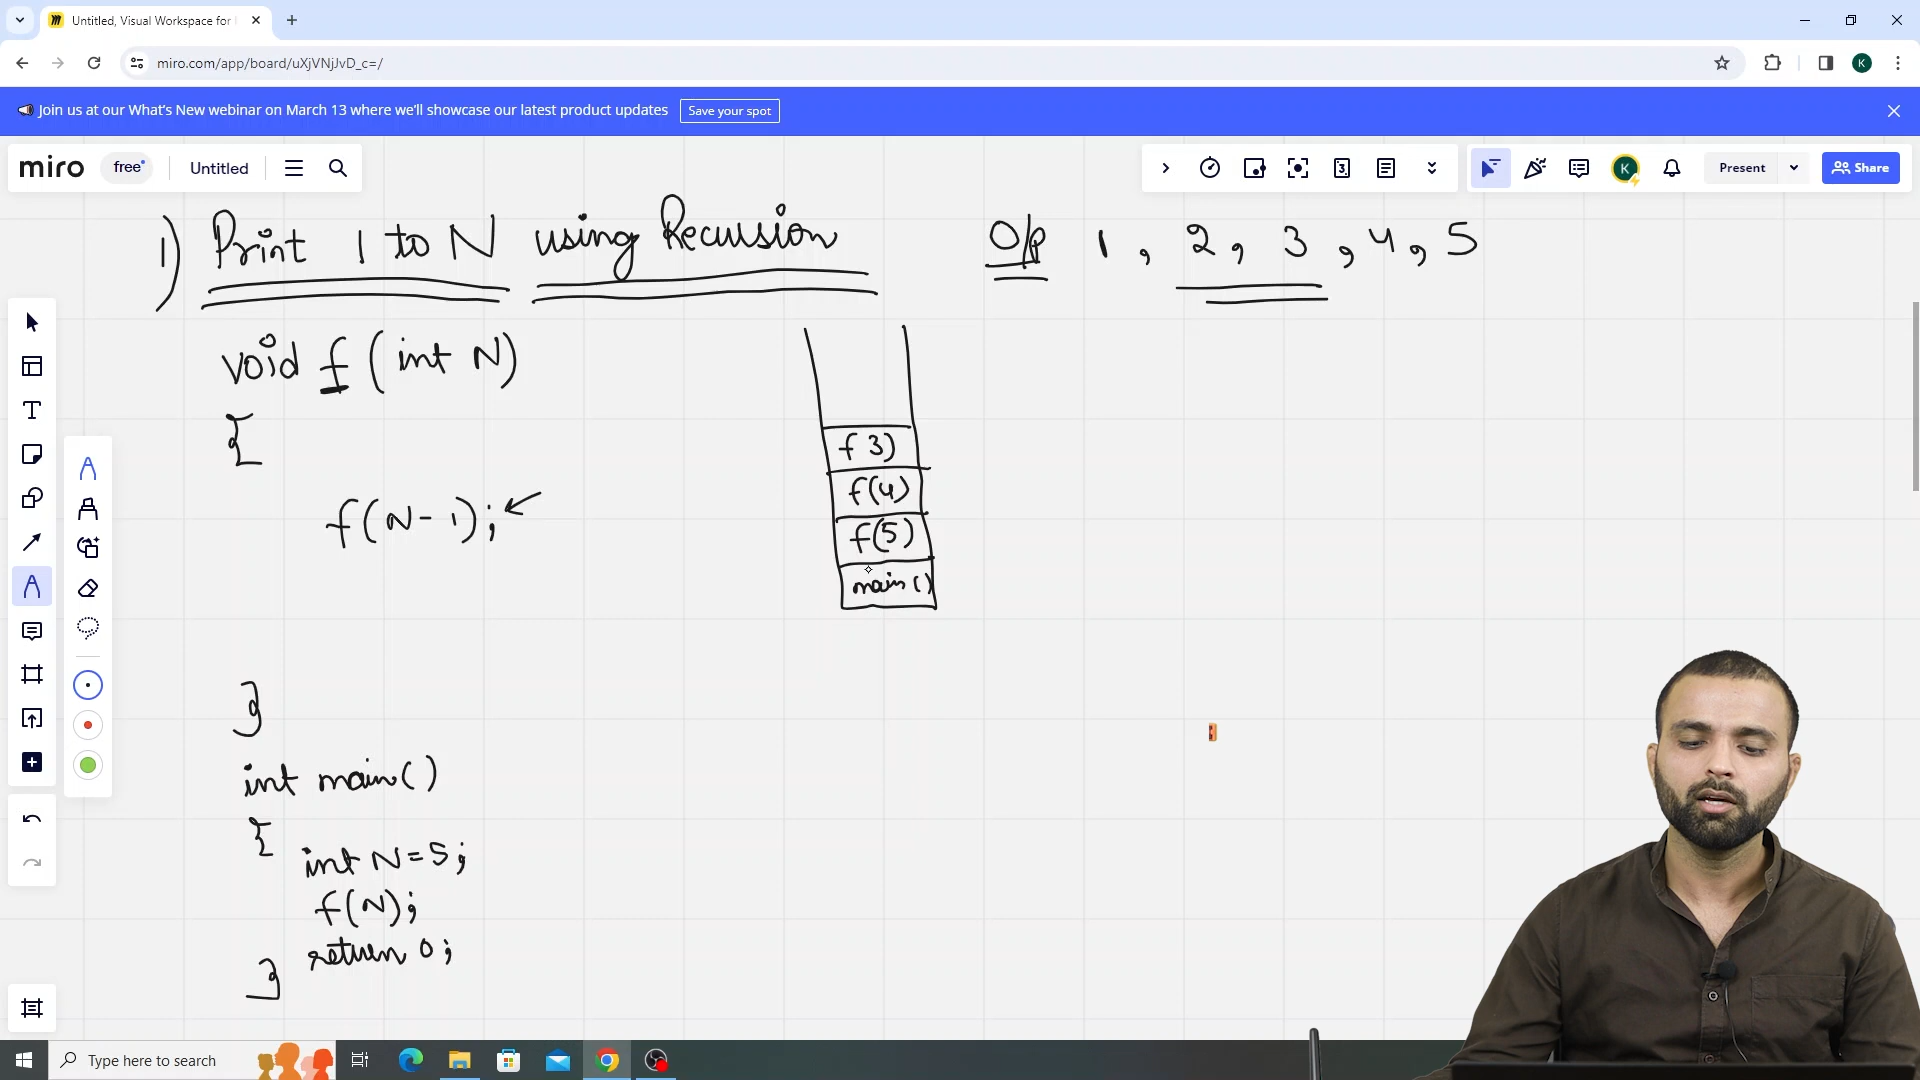 Untitled, Visual Workspace for
miro.com/app/board/uXjVNjJvD_c=/
K
Join us at our What's New webinar on March 13 where we'll showcase our latest product updates
Save your spot
miro
free
Untitled
3
K
Present
Share
1) Print 1 to N using Recursion
O/p 1, 2, 3, 4, 5
void f (int N)
{
f(N-1);
}
f 3)
f(4)
f(5)
main()
int main()
{
int N=5;
f(N);
return 0;
}
Type here to search